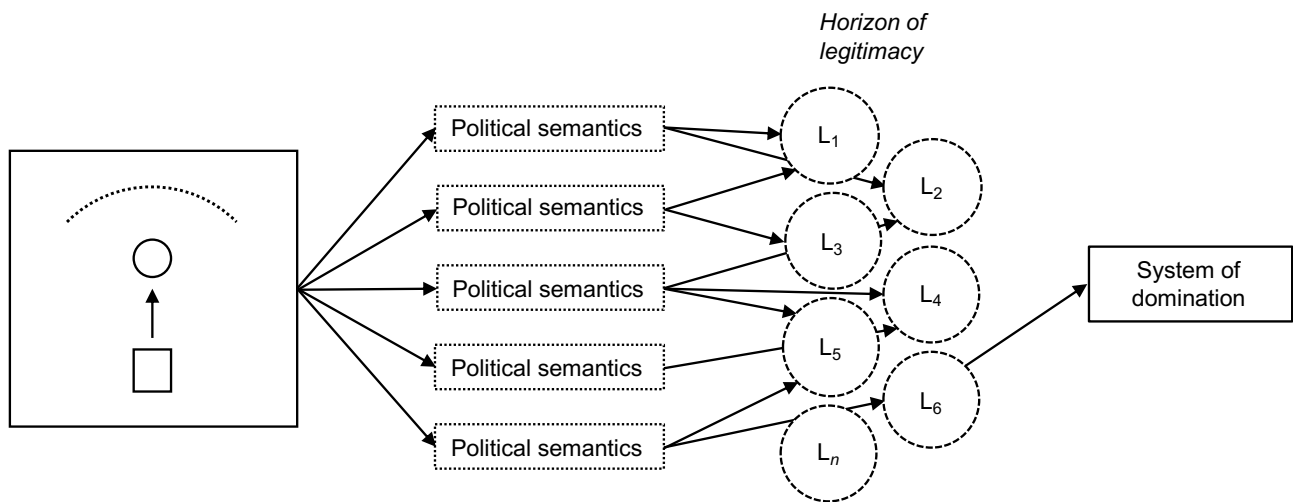 Horizon of
legitimacy
Political semantics
Political semantics
Political semantics
Political semantics
Political semantics
L₁
L₂
L₃
L₄
L₅
L₆
Lₙ
System of
domination